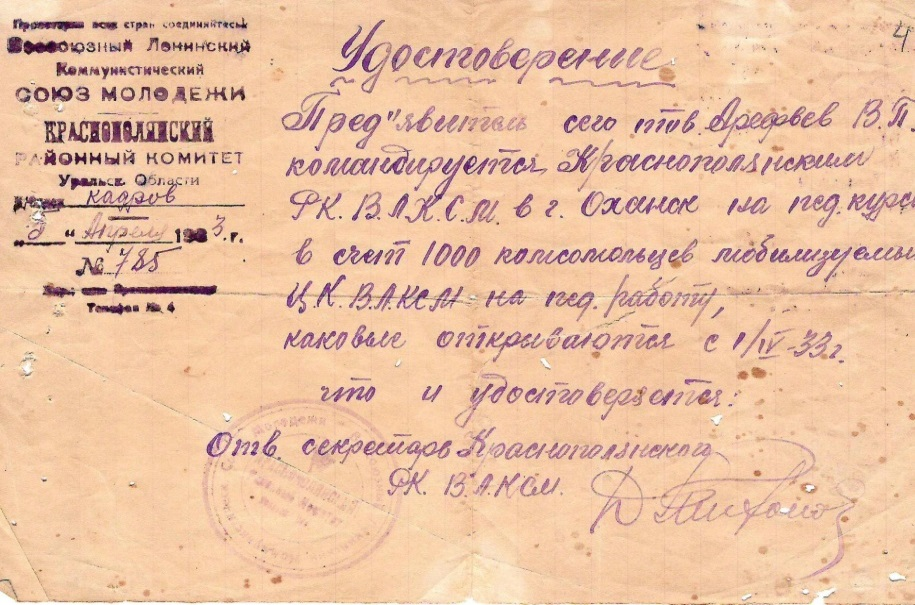 Пролетарии всех стран соединяйтесь!
Всесоюзный Ленинский
Коммунистический
СОЮЗ МОЛОДЕЖИ
КРАСНОПОЛЯНСКИЙ
РАЙОННЫЙ КОМИТЕТ
Уральск. Области
кадров
Апреля 1933 г.
№ 785
Телефон № 4
4
Удостоверение
Пред"явитель сего тов. Арефьев В.П.
командируется Краснополянским
РК. ВЛКСМ в г. Оханск на пед. курсы
в счет 1000 комсомольцев мобилизуемых
ЦК. ВЛКСМ на пед. работу,
каковые открываются с 1/IV-33 г.
что и удостоверяется:
Отв. секретарь Краснополянского
РК. ВЛКСМ.